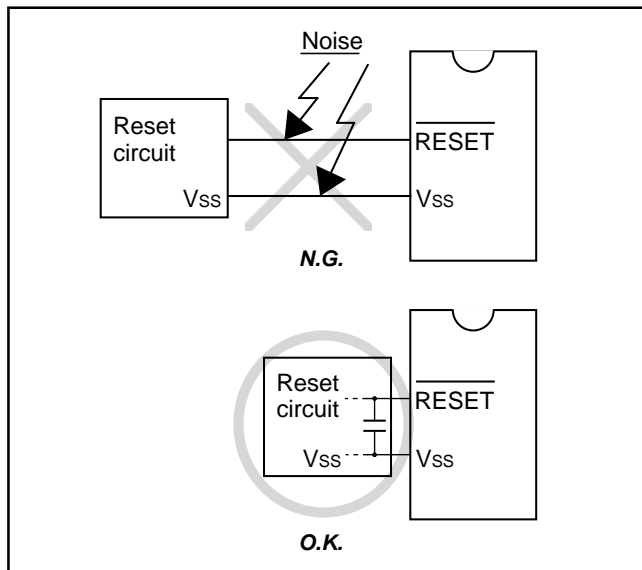 Noise
Reset
circuit
RESET
Vss
Vss
N.G.
Reset
circuit
RESET
Vss
Vss
O.K.